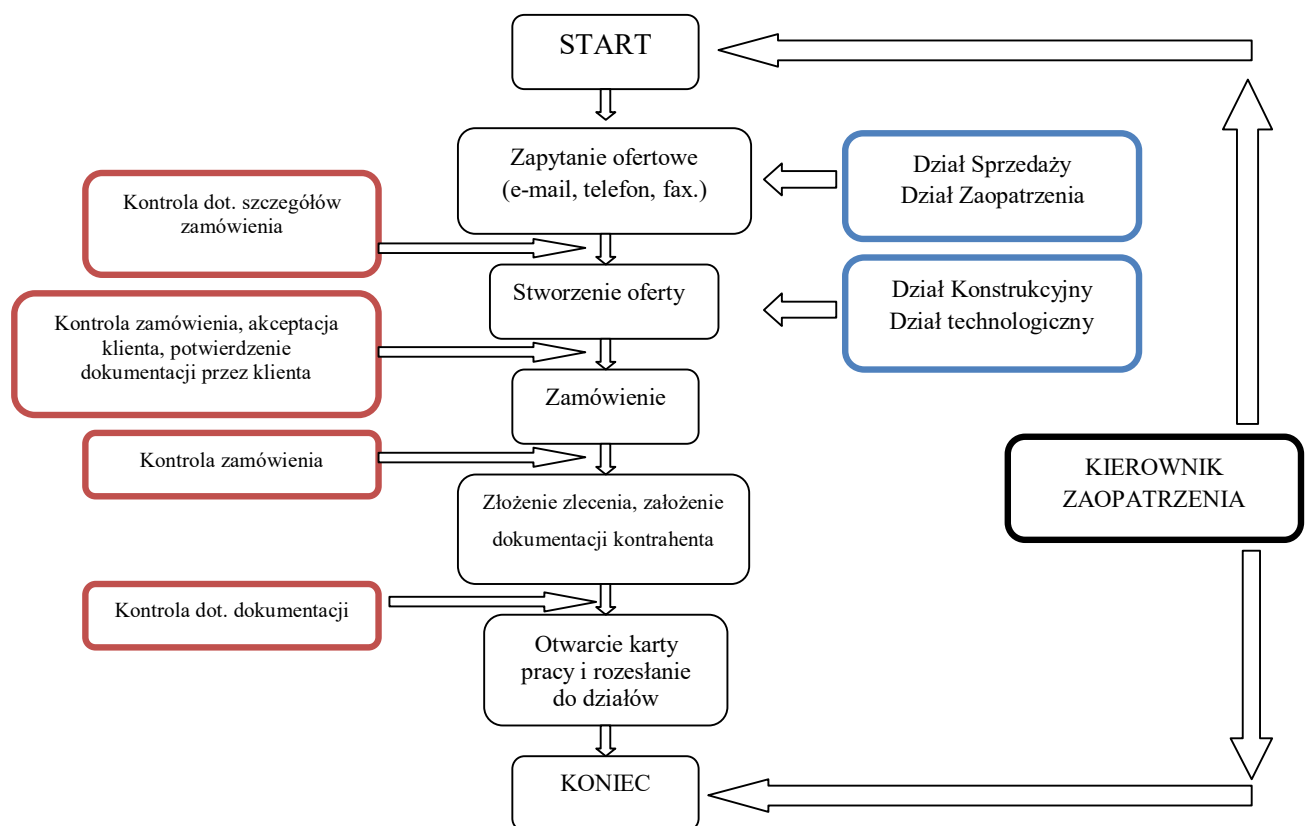 START
Zapytanie ofertowe
(e-mail, telefon, fax.)
Dział Sprzedaży
Dział Zaopatrzenia
Kontrola dot. szczegółów
zamówienia
Stworzenie oferty
Dział Konstrukcyjny
Dział technologiczny
Kontrola zamówienia, akceptacja
klienta, potwierdzenie
dokumentacji przez klienta
Zamówienie
Kontrola zamówienia
KIEROWNIK
ZAOPATRZENIA
Złożenie zlecenia, założenie
dokumentacji kontrahenta
Kontrola dot. dokumentacji
Otwarcie karty
pracy i rozesłanie
do działów
KONIEC